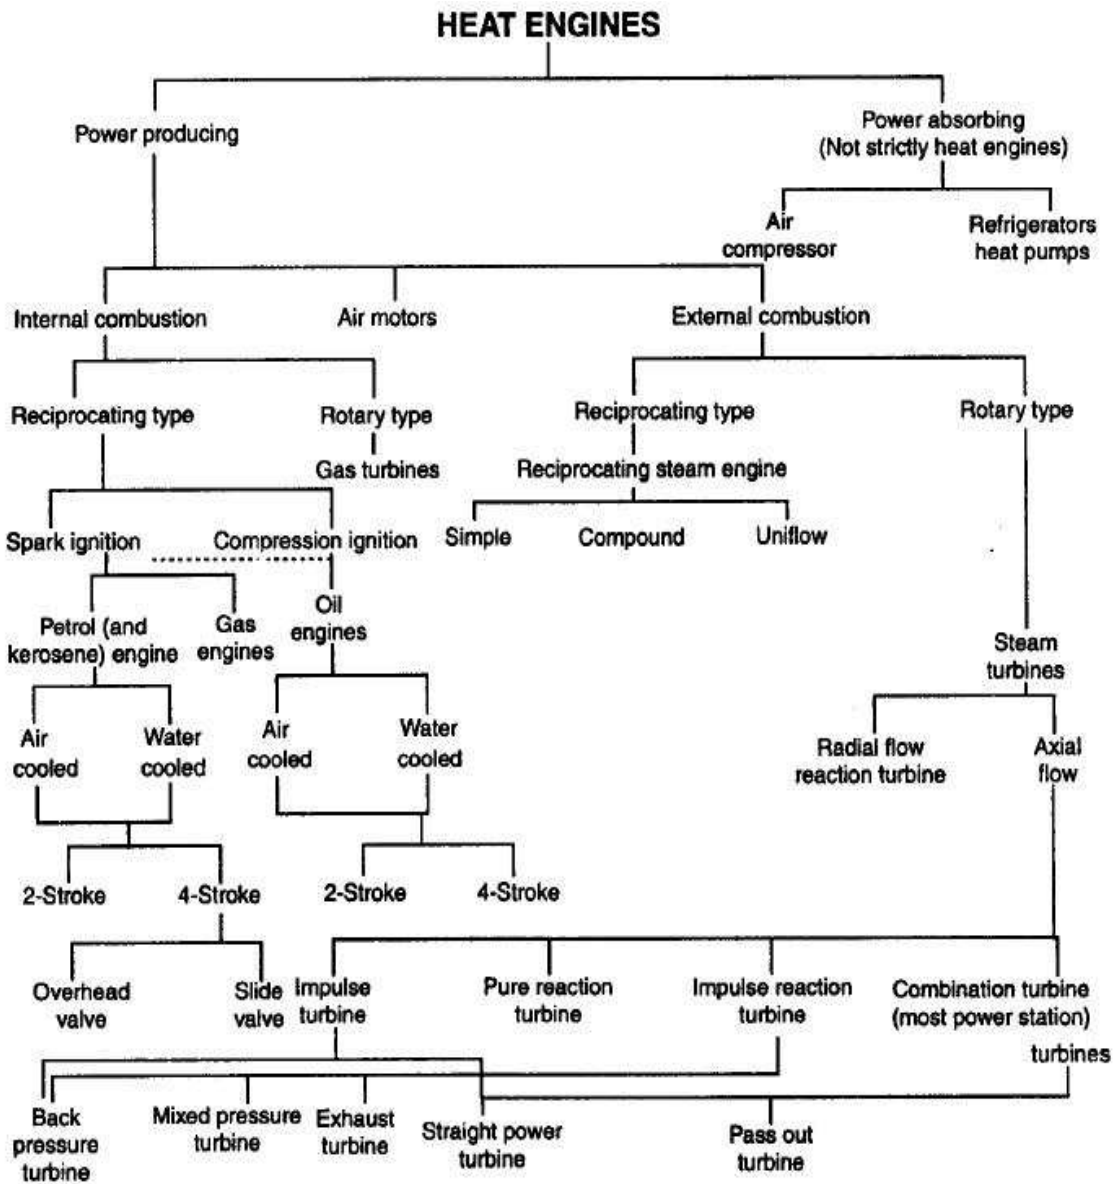 HEAT ENGINES
Power producing
Power absorbing
(Not strictly heat engines)
Air
compressor
Refrigerators
heat pumps
Internal combustion
Air motors
External combustion
Reciprocating type
Rotary type
Reciprocating type
Rotary type
Gas turbines
Reciprocating steam engine
Spark ignition
Compression ignition
Simple
Compound
Uniflow
Petrol (and
kerosene) engine
Gas
engines
Oil
engines
Steam
turbines
Air
cooled
Water
cooled
Air
cooled
Water
cooled
Radial flow
reaction turbine
Axial
flow
2-Stroke
4-Stroke
2-Stroke
4-Stroke
Overhead
valve
Slide
valve
Impulse
turbine
Pure reaction
turbine
Impulse reaction
turbine
Combination turbine
(most power station)
turbines
Back
pressure
turbine
Mixed pressure
turbine
Exhaust
turbine
Straight power
turbine
Pass out
turbine